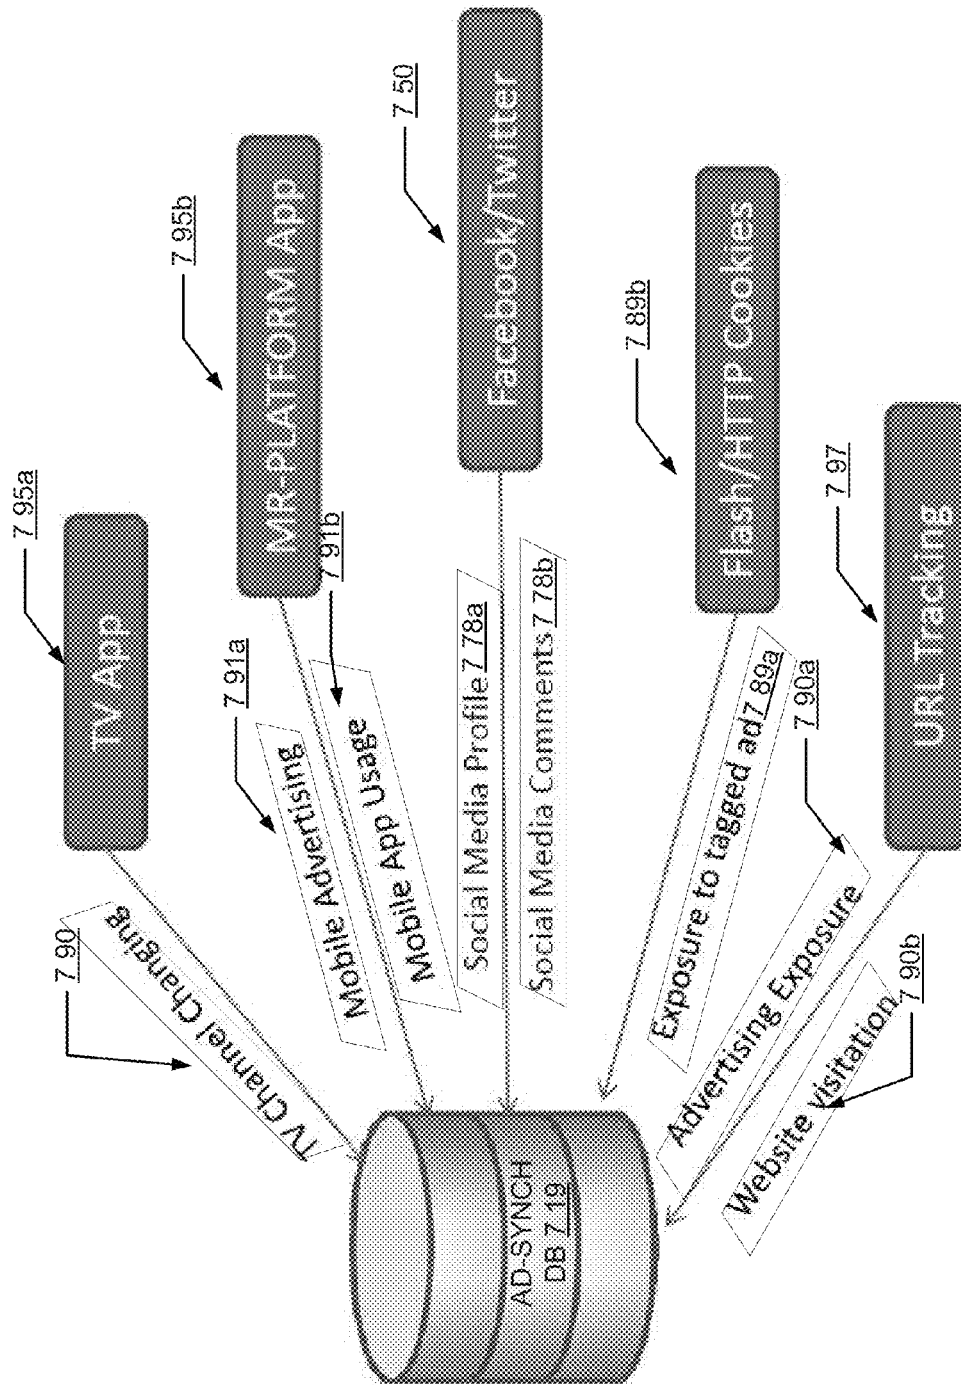 7 95a
TV App
7 90
TV Channel Changing
7 95b
MR-PLATFORM App
7 91a
Mobile Advertising
7 91b
Mobile App Usage
7 50
Facebook/Twitter
Social Media Profile 7 78a
Social Media Comments 7 78b
AD-SYNCH
DB 7 19
7 89b
Flash/HTTP Cookies
Exposure to tagged ad7 89a
7 90a
Advertising Exposure
7 97
URL Tracking
Website visitation
7 90b